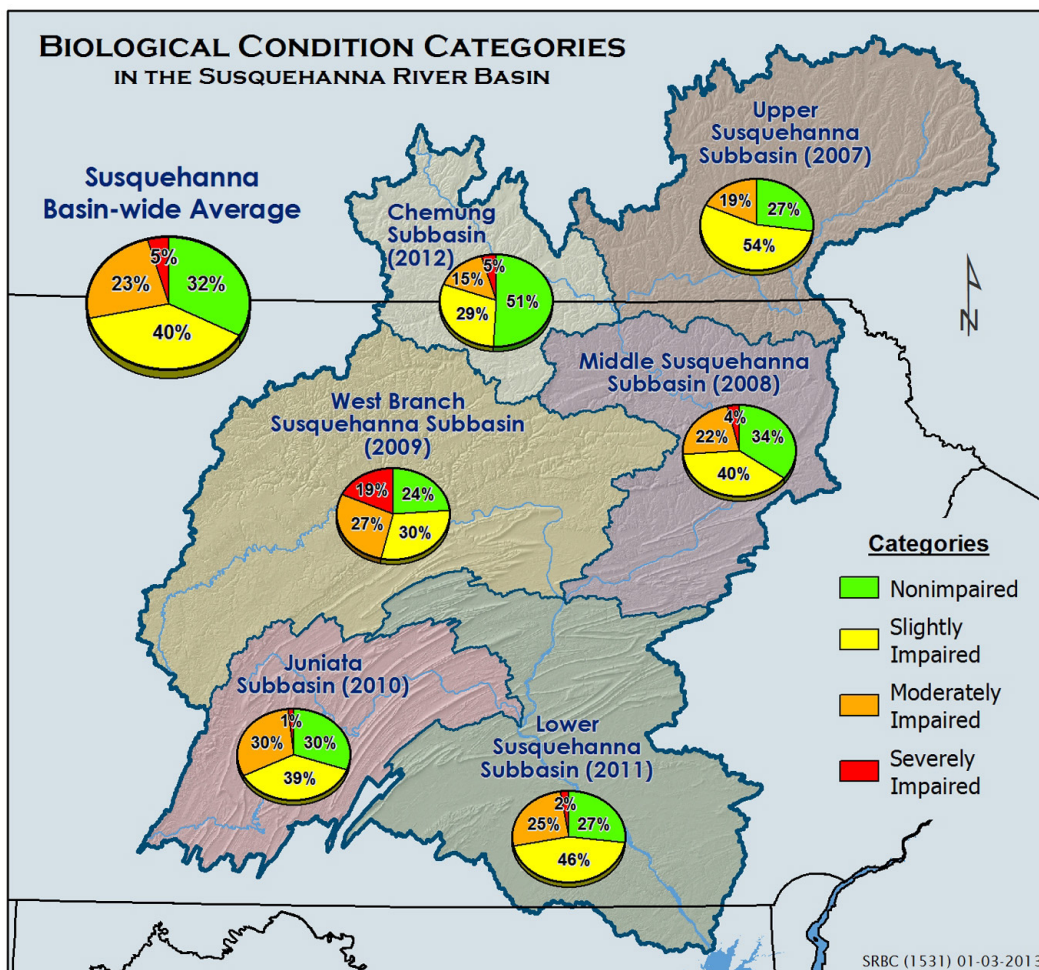 BIOLOGICAL CONDITION CATEGORIES
IN THE SUSQUEHANNA RIVER BASIN
Upper
Susquehanna
Subbasin (2007)
19%
27%
54%
Susquehanna
Basin-wide Average
5%
23%
32%
40%
Chemung
Subbasin
(2012)
5%
15%
51%
29%
N
Middle Susquehanna
Subbasin (2008)
4%
22%
34%
40%
West Branch
Susquehanna Subbasin
(2009)
19%
24%
27%
30%
Categories
Nonimpaired
Slightly
Impaired
Moderately
Impaired
Severely
Impaired
Juniata
Subbasin (2010)
1%
30%
30%
39%
Lower
Susquehanna
Subbasin (2011)
2%
25%
27%
46%
SRBC (1531) 01-03-2013